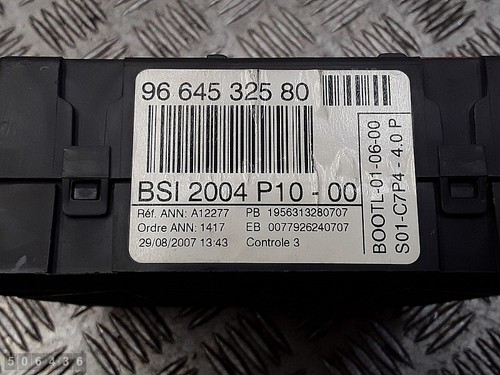 96 645 325 80
BSI 2004 P10 - 00
Réf. ANN: A12277 PB 1956313280707
Ordre ANN: 1417 EB 0077926240707
29/08/2007 13:43 Controle 3
BOOTL-01-06-00
S01-C7P4 - 4.0 P
506436